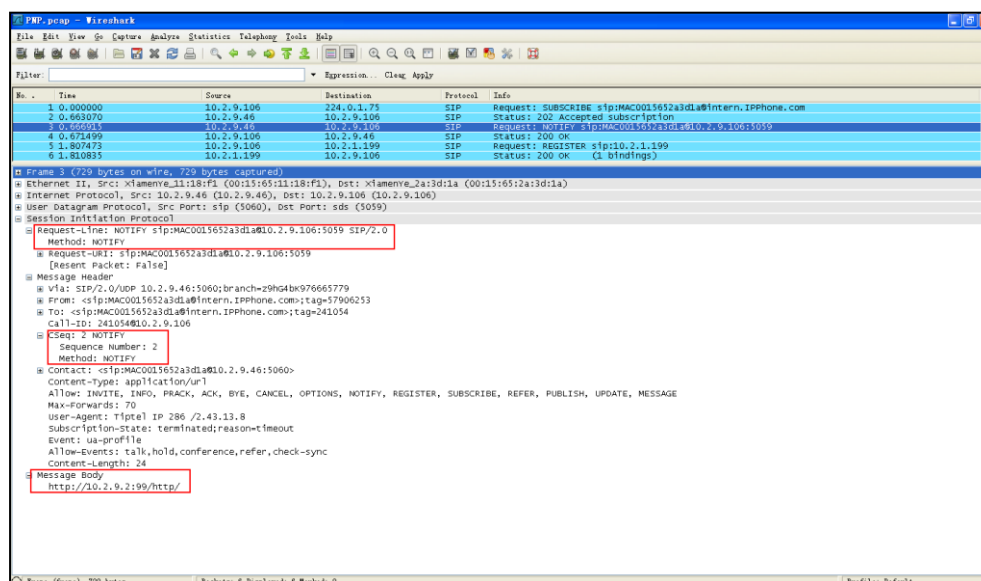 PNP.pcap - Wireshark
File Edit View Go Capture Analyze Statistics Telephony Tools Help
Filter: Expression... Clear Apply
No. . Time Source Destination Protocol Info
1 0.000000 10.2.9.106 224.0.1.75 SIP Request: SUBSCRIBE sip:MAC0015652a3d1a@intern.IPPhone.com
2 0.663070 10.2.9.46 10.2.9.106 SIP Status: 202 Accepted subscription
3 0.666915 10.2.9.46 10.2.9.106 SIP Request: NOTIFY sip:MAC0015652a3d1a@10.2.9.106:5059
4 0.671499 10.2.9.106 10.2.9.46 SIP Status: 200 OK
5 1.807473 10.2.9.106 10.2.1.199 SIP Request: REGISTER sip:10.2.1.199
6 1.810835 10.2.1.199 10.2.9.106 SIP Status: 200 OK (1 bindings)
Frame 3 (729 bytes on wire, 729 bytes captured)
Ethernet II, Src: XiamenYe_11:18:f1 (00:15:65:11:18:f1), Dst: XiamenYe_2a:3d:1a (00:15:65:2a:3d:1a)
Internet Protocol, Src: 10.2.9.46 (10.2.9.46), Dst: 10.2.9.106 (10.2.9.106)
User Datagram Protocol, Src Port: sip (5060), Dst Port: sds (5059)
Session Initiation Protocol
Request-Line: NOTIFY sip:MAC0015652a3d1a@10.2.9.106:5059 SIP/2.0
Method: NOTIFY
Request-URI: sip:MAC0015652a3d1a@10.2.9.106:5059
[Resent Packet: False]
Message Header
Via: SIP/2.0/UDP 10.2.9.46:5060;branch=z9hG4bK976665779
From: <sip:MAC0015652a3d1a@intern.IPPhone.com>;tag=57906253
To: <sip:MAC0015652a3d1a@intern.IPPhone.com>;tag=241054
Call-ID: 241054@10.2.9.106
CSeq: 2 NOTIFY
Sequence Number: 2
Method: NOTIFY
Contact: <sip:MAC0015652a3d1a@10.2.9.46:5060>
Content-Type: application/url
Allow: INVITE, INFO, PRACK, ACK, BYE, CANCEL, OPTIONS, NOTIFY, REGISTER, SUBSCRIBE, REFER, PUBLISH, UPDATE, MESSAGE
Max-Forwards: 70
User-Agent: Tiptel IP 286 /2.43.13.8
Subscription-State: terminated;reason=timeout
Event: ua-profile
Allow-Events: talk,hold,conference,refer,check-sync
Content-Length: 24
Message Body
http://10.2.9.2:99/http/